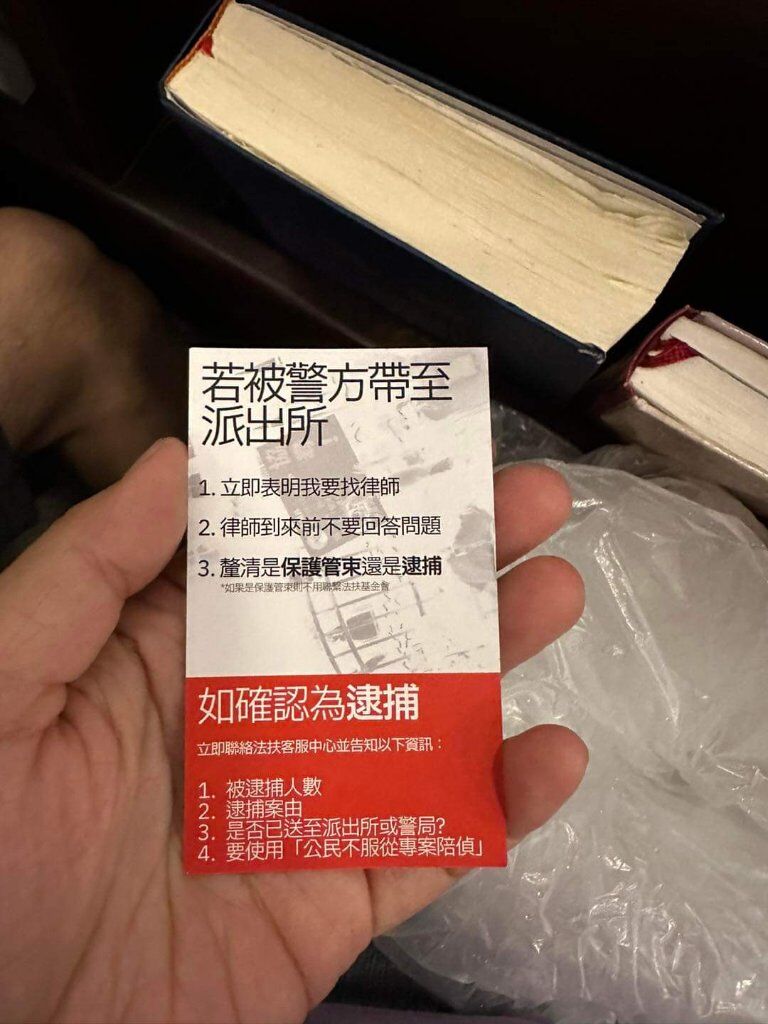 若被警方帶至
派出所
1. 立即表明我要找律師
2. 律師到來前不要回答問題
3. 釐清是保護管束還是逮捕
*如果是保護管束則不用聯繫法扶基金會
如確認為逮捕
立即聯絡法扶客服中心並告知以下資訊：
1. 被逮捕人數
2. 逮捕案由
3. 是否已送至派出所或警局?
4. 要使用「公民不服從專案陪偵」